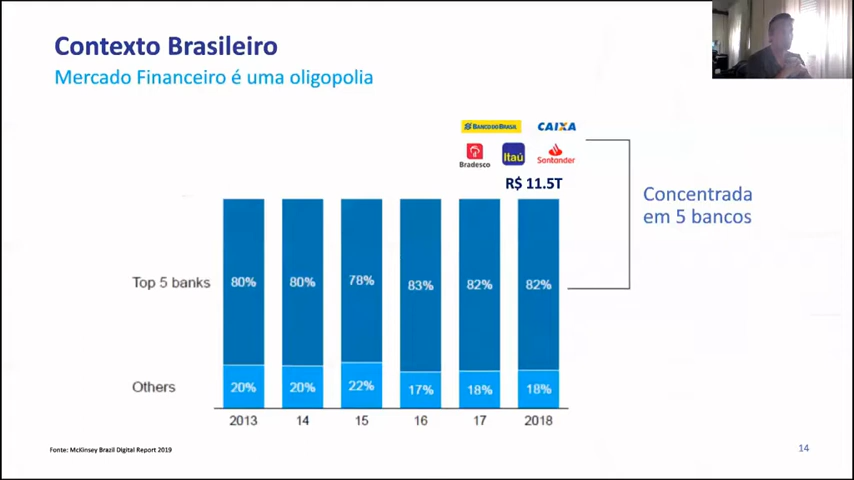 Contexto Brasileiro
Mercado Financeiro é uma oligopolia
BANCO DO BRASIL CAIXA
Bradesco Itaú Santander
R$ 11.5T
Concentrada
em 5 bancos
Top 5 banks 80% 80% 78% 83% 82% 82%
Others 20% 20% 22% 17% 18% 18%
2013 14 15 16 17 2018
Fonte: McKinsey Brazil Digital Report 2019
14